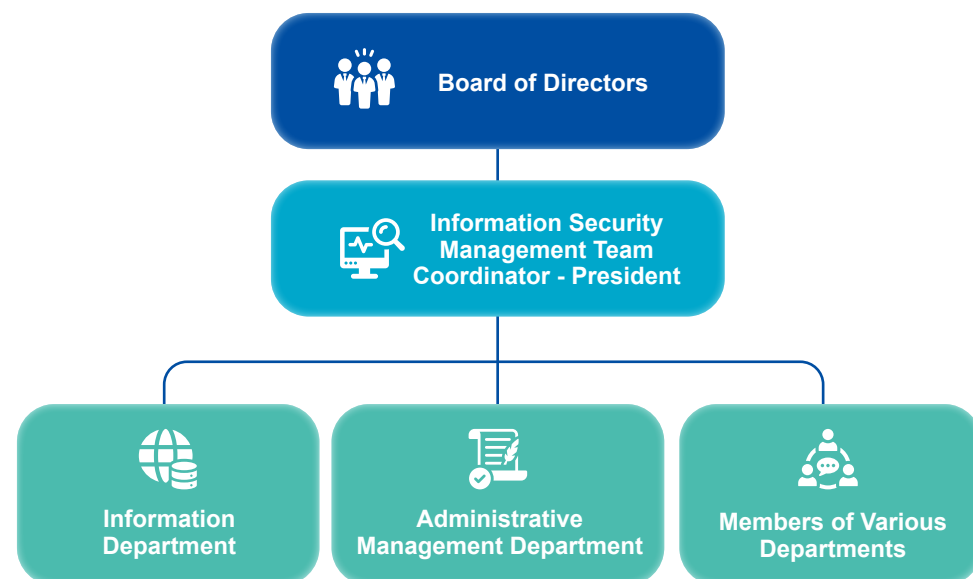 Board of Directors
Information Security
Management Team
Coordinator - President
Information
Department
Administrative
Management Department
Members of Various
Departments